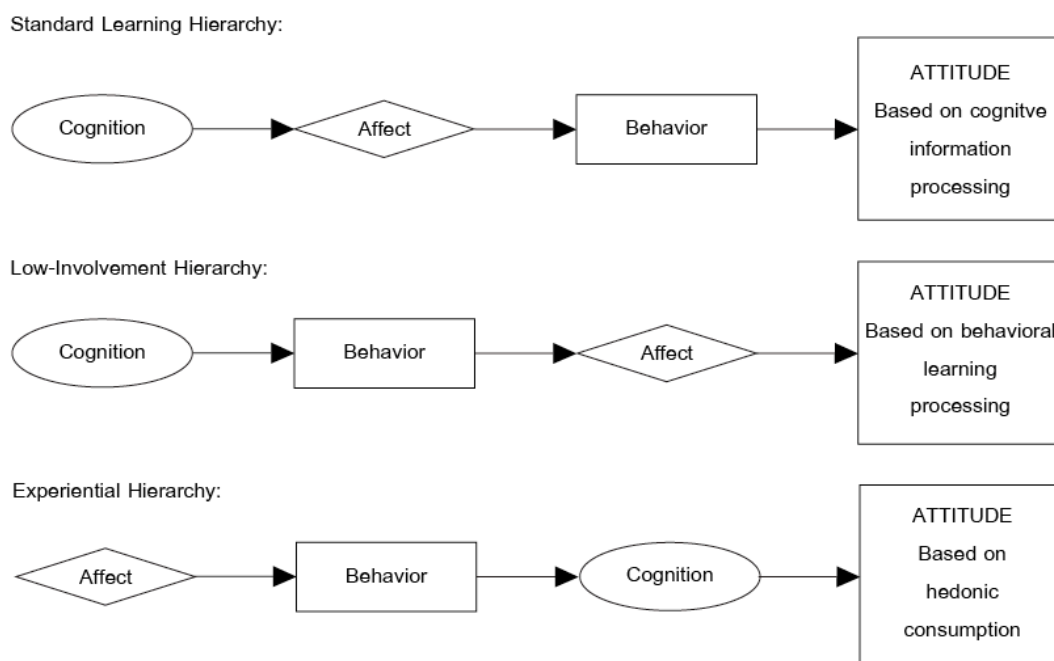 Standard Learning Hierarchy:
Cognition
Affect
Behavior
ATTITUDE
Based on cognitve
information
processing
Low-Involvement Hierarchy:
Cognition
Behavior
Affect
ATTITUDE
Based on behavioral
learning
processing
Experiential Hierarchy:
Affect
Behavior
Cognition
ATTITUDE
Based on
hedonic
consumption